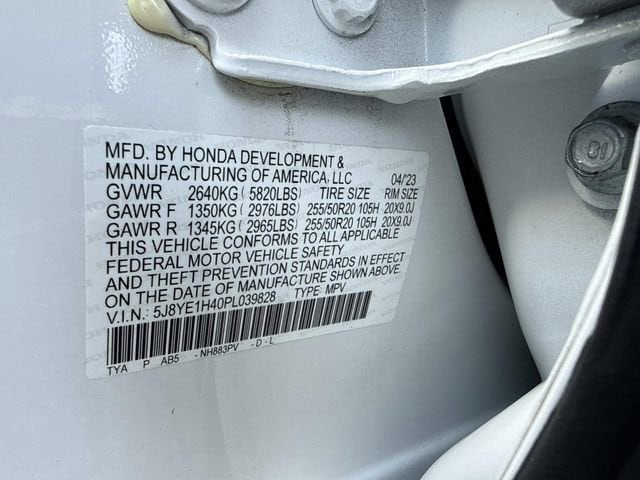 MFD. BY HONDA DEVELOPMENT &
MANUFACTURING OF AMERICA, LLC 04/'23
GVWR 2640KG ( 5820LBS) TIRE SIZE RIM SIZE
GAWR F 1350KG ( 2976LBS) 255/50R20 105H 20X9.0J
GAWR R 1345KG ( 2965LBS) 255/50R20 105H 20X9.0J
THIS VEHICLE CONFORMS TO ALL APPLICABLE
FEDERAL MOTOR VEHICLE SAFETY
AND THEFT PREVENTION STANDARDS IN EFFECT
ON THE DATE OF MANUFACTURE SHOWN ABOVE.
V.I.N.: 5J8YE1H40PL039828 TYPE: MPV
TYA P AB5 - NH883PV - D - L